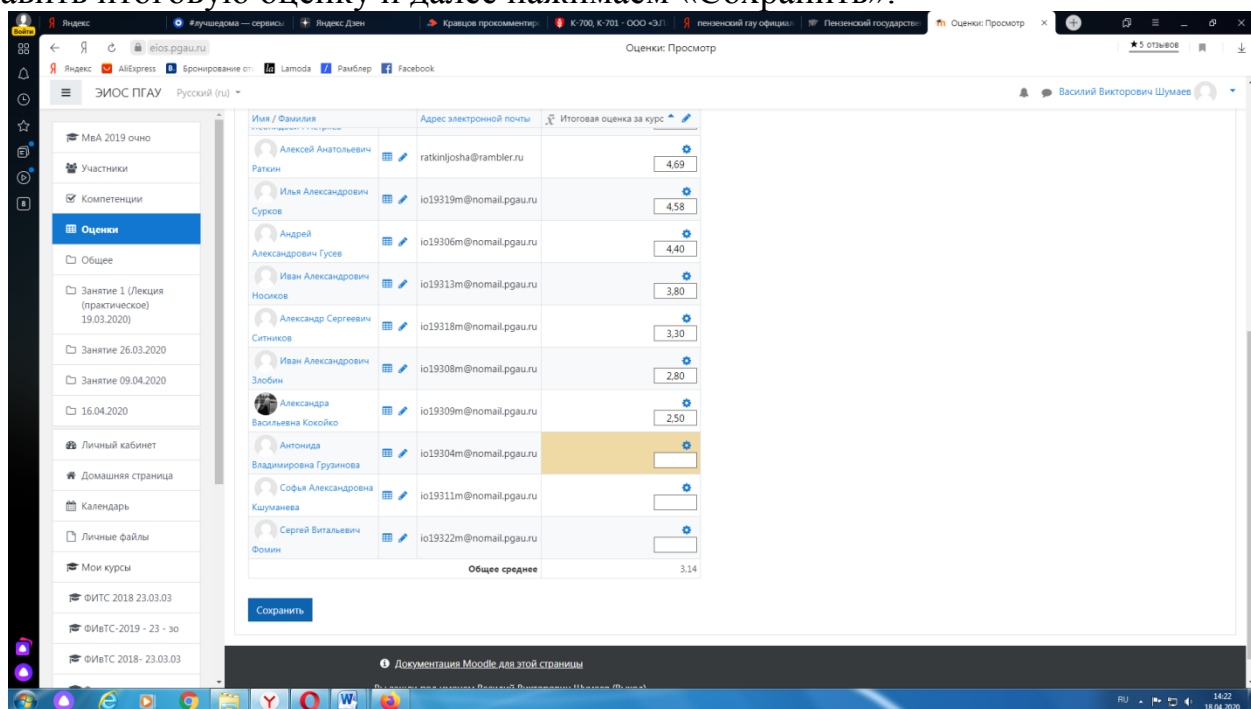 авить итоговую оценку и далее нажимаем «Сохранить».
Войти
Яндекс
#лучшедома — сервисы
Яндекс.Дзен
Кравцов прокомментир
К-700, К-701 - ООО «ЭЛ
пензенский гау официал
Пензенский государстве
Оценки: Просмотр
eios.pgau.ru
Оценки: Просмотр
★5 отзывов
Яндекс
AliExpress
Бронирование от
Lamoda
Рамблер
Facebook
ЭИОС ПГАУ
Русский (ru)
Василий Викторович Шумаев
МвА 2019 очно
Участники
Компетенции
Оценки
Общее
Занятие 1 (Лекция
(практическое)
19.03.2020)
Занятие 26.03.2020
Занятие 09.04.2020
16.04.2020
Личный кабинет
Домашняя страница
Календарь
Личные файлы
Мои курсы
ФИТС 2018 23.03.03
ФИвТС-2019 - 23 - зо
ФИвТС 2018- 23.03.03
Имя / Фамилия
Адрес электронной почты
Итоговая оценка за курс
Алексей Анатольевич
Раткин
ratkinljosha@rambler.ru
4,69
Илья Александрович
Сурков
io19319m@nomail.pgau.ru
4,58
Андрей
Александрович Гусев
io19306m@nomail.pgau.ru
4,40
Иван Александрович
Носиков
io19313m@nomail.pgau.ru
3,80
Александр Сергеевич
Ситников
io19318m@nomail.pgau.ru
3,30
Иван Александрович
Злобин
io19308m@nomail.pgau.ru
2,80
Александра
Васильевна Кокойко
io19309m@nomail.pgau.ru
2,50
Антонида
Владимировна Грузинова
io19304m@nomail.pgau.ru
Софья Александровна
Кшуманева
io19311m@nomail.pgau.ru
Сергей Витальевич
Фомин
io19322m@nomail.pgau.ru
Общее среднее
3,14
Сохранить
Документация Moodle для этой страницы
RU
14:22
18.04.2020